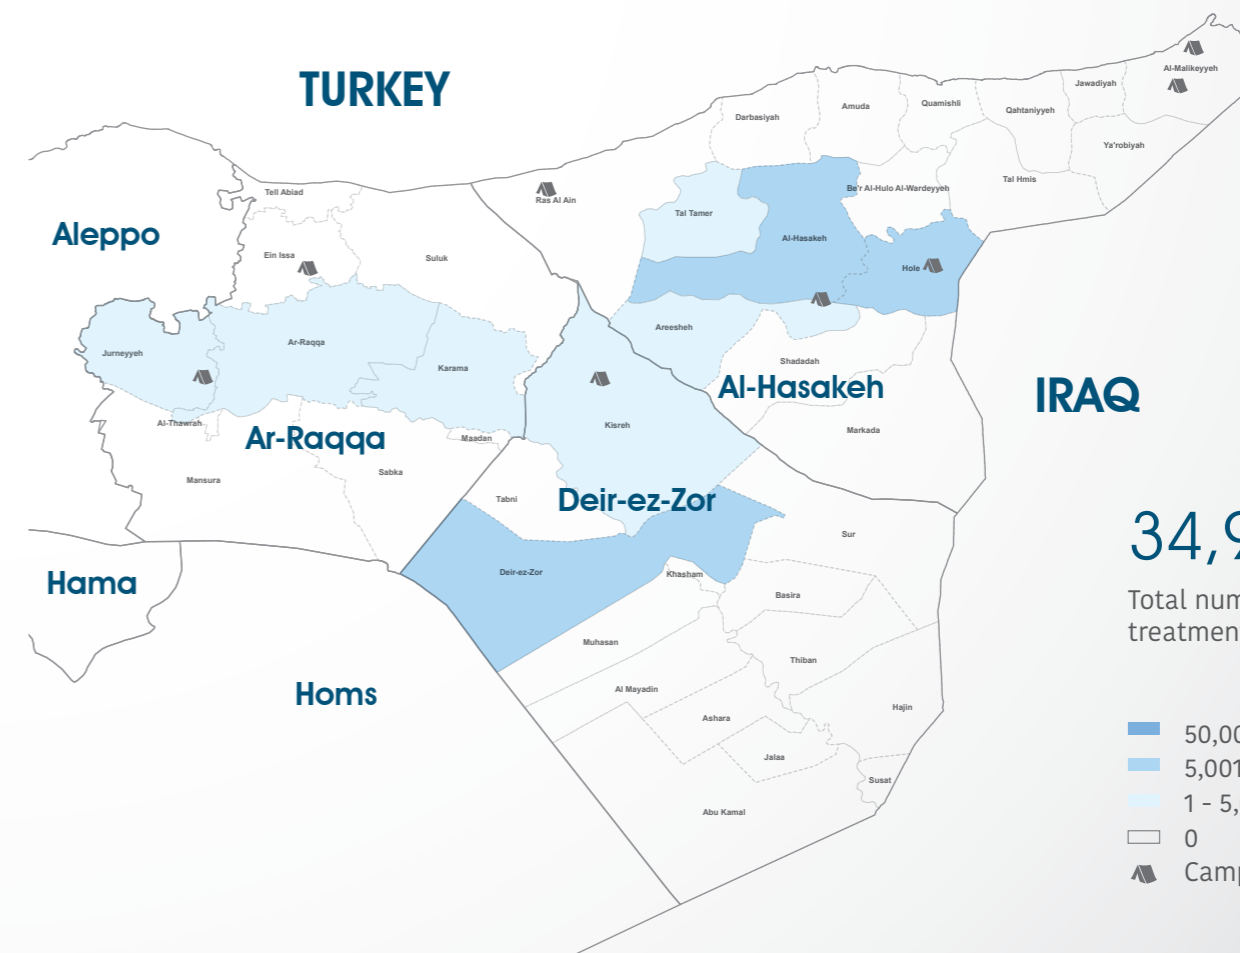 TURKEY
Al-Malikeyyeh
Jawadiyah
Quamishli
Amuda
Qahtaniyyeh
Darbasiyah
Ya'robiyah
Tal Hmis
Be'r Al-Hulo Al-Wardeyyeh
Tell Abiad
Ras Al Ain
Tal Tamer
Aleppo
Al-Hasakeh
Ein Issa
Suluk
Hole
Areesheh
Ar-Raqqa
Jurneyyeh
Karama
Shadadah
Al-Hasakeh
IRAQ
Al-Thawrah
Kisreh
Markada
Ar-Raqqa
Maadan
Sabka
Mansura
Tabni
Deir-ez-Zor
Sur
34,9
Deir-ez-Zor
Khasham
Hama
Basira
Total num
treatmen
Muhasan
Thiban
Al Mayadin
Homs
Hajin
Ashara
Jalaa
Susat
Abu Kamal
50,00
5,001
1 - 5,
0
Camp